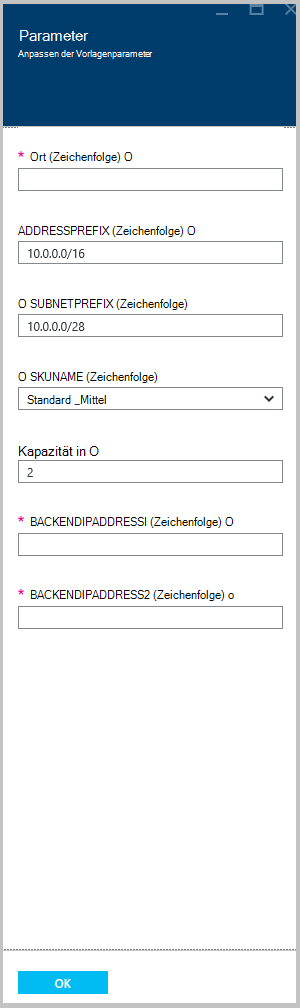 Parameter
Anpassen der Vorlagenparameter
* Ort (Zeichenfolge) O
ADDRESSPREFIX (Zeichenfolge) O
10.0.0.0/16
O SUBNETPREFIX (Zeichenfolge)
10.0.0.0/28
O SKUNAME (Zeichenfolge)
Standard _Mittel
Kapazität in O
2
* BACKENDIPADDRESSI (Zeichenfolge) O
* BACKENDIPADDRESS2 (Zeichenfolge) o
OK